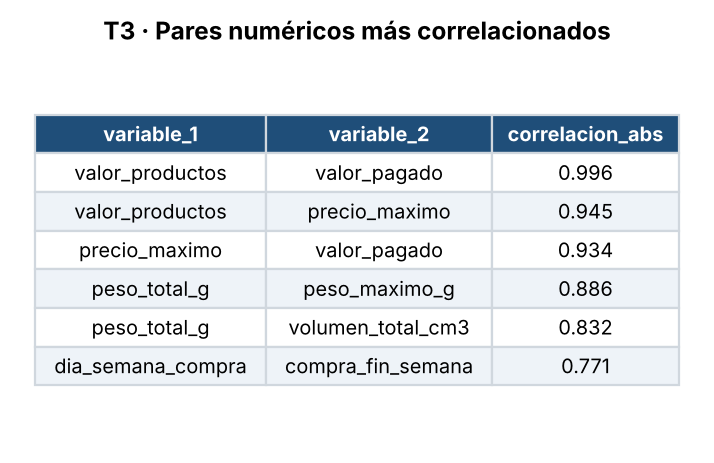 T3 · Pares numéricos más correlacionados
variable_1 variable_2 correlacion_abs
valor_productos valor_pagado 0.996
valor_productos precio_maximo 0.945
precio_maximo valor_pagado 0.934
peso_total_g peso_maximo_g 0.886
peso_total_g volumen_total_cm3 0.832
dia_semana_compra compra_fin_semana 0.771